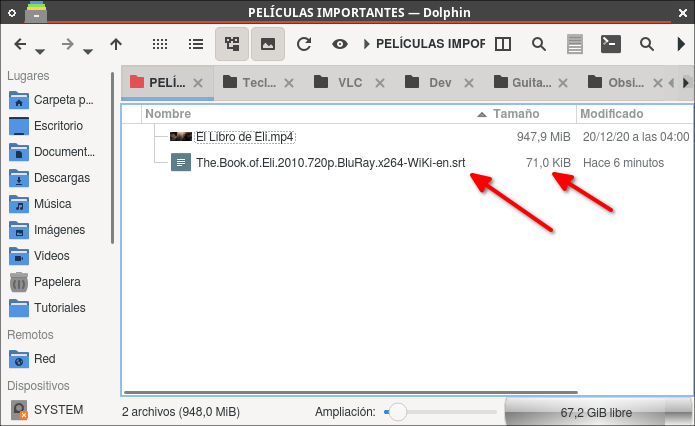 PELÍCULAS IMPORTANTES — Dolphin
PELÍCULAS IMPOR
Lugares
Carpeta p...
Escritorio
Document...
Descargas
Música
Imágenes
Videos
Papelera
Tutoriales
Remotos
Red
Dispositivos
SYSTEM
PELÍ... Tecl... VLC Dev Guita... Obsi...
Nombre Tamaño Modificado
El Libro de Eli.mp4 947,9 MiB 20/12/20 a las 04:00
The.Book.of.Eli.2010.720p.BluRay.x264-WiKi-en.srt 71,0 KiB Hace 6 minutos
2 archivos (948,0 MiB) Ampliación: 67,2 GiB libre